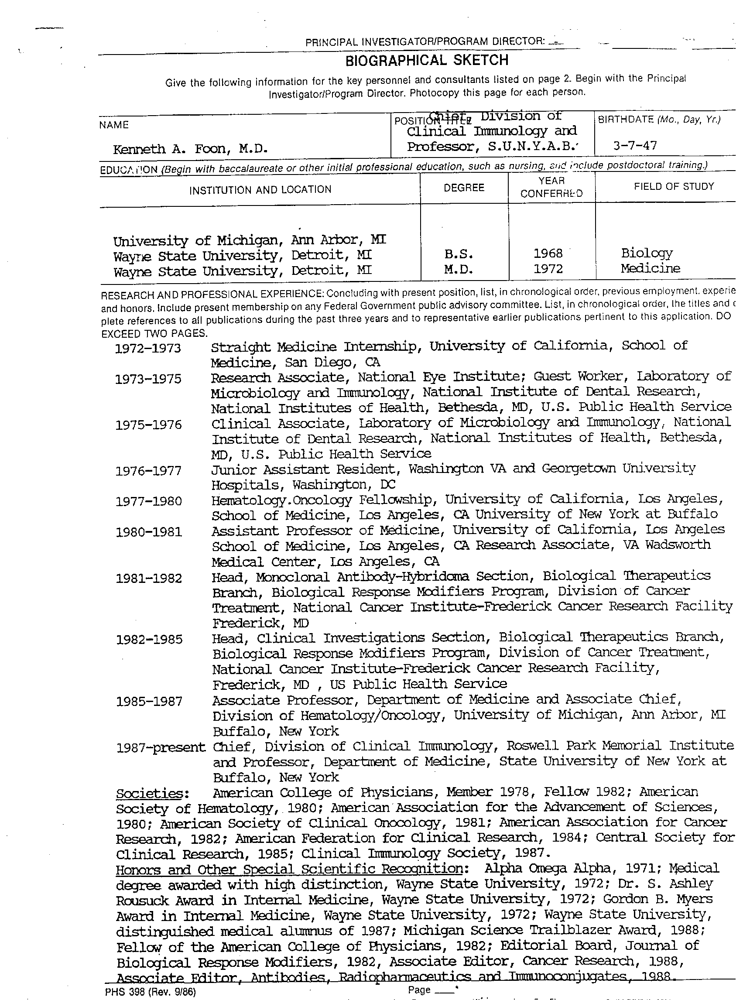 PRINCIPAL INVESTIGATOR/PROGRAM DIRECTOR:
BIOGRAPHICAL SKETCH
Give the following information for the key personnel and consultants listed on page 2. Begin with the Principal
Investigator/Program Director. Photocopy this page for each person.
NAME
Kenneth A. Foon, M.D.
POSITION TITLE Chief, Division of
Clinical Immunology and
Professor, S.U.N.Y.A.B.
BIRTHDATE (Mo., Day, Yr.)
3-7-47
EDUCATION (Begin with baccalaureate or other initial professional education, such as nursing, and include postdoctoral training.)
INSTITUTION AND LOCATION DEGREE YEAR CONFERRED FIELD OF STUDY
University of Michigan, Ann Arbor, MI
Wayne State University, Detroit, MI B.S. 1968 Biology
Wayne State University, Detroit, MI M.D. 1972 Medicine
RESEARCH AND PROFESSIONAL EXPERIENCE: Concluding with present position, list, in chronological order, previous employment, experie
and honors. Include present membership on any Federal Government public advisory committee. List, in chronological order, the titles and c
plete references to all publications during the past three years and to representative earlier publications pertinent to this application. DO
EXCEED TWO PAGES.
1972-1973 Straight Medicine Internship, University of California, School of
Medicine, San Diego, CA
1973-1975 Research Associate, National Eye Institute; Guest Worker, Laboratory of
Microbiology and Immunology, National Institute of Dental Research,
National Institutes of Health, Bethesda, MD, U.S. Public Health Service
1975-1976 Clinical Associate, Laboratory of Microbiology and Immunology, National
Institute of Dental Research, National Institutes of Health, Bethesda,
MD, U.S. Public Health Service
1976-1977 Junior Assistant Resident, Washington VA and Georgetown University
Hospitals, Washington, DC
1977-1980 Hematology.Oncology Fellowship, University of California, Los Angeles,
School of Medicine, Los Angeles, CA University of New York at Buffalo
1980-1981 Assistant Professor of Medicine, University of California, Los Angeles
School of Medicine, Los Angeles, CA Research Associate, VA Wadsworth
Medical Center, Los Angeles, CA
1981-1982 Head, Monoclonal Antibody-Hybridoma Section, Biological Therapeutics
Branch, Biological Response Modifiers Program, Division of Cancer
Treatment, National Cancer Institute-Frederick Cancer Research Facility
Frederick, MD
1982-1985 Head, Clinical Investigations Section, Biological Therapeutics Branch,
Biological Response Modifiers Program, Division of Cancer Treatment,
National Cancer Institute-Frederick Cancer Research Facility,
Frederick, MD , US Public Health Service
1985-1987 Associate Professor, Department of Medicine and Associate Chief,
Division of Hematology/Oncology, University of Michigan, Ann Arbor, MI
Buffalo, New York
1987-present Chief, Division of Clinical Immunology, Roswell Park Memorial Institute
and Professor, Department of Medicine, State University of New York at
Buffalo, New York
Societies: American College of Physicians, Member 1978, Fellow 1982; American
Society of Hematology, 1980; American Association for the Advancement of Sciences,
1980; American Society of Clinical Onocology, 1981; American Association for Cancer
Research, 1982; American Federation for Clinical Research, 1984; Central Society for
Clinical Research, 1985; Clinical Immunology Society, 1987.
Honors and Other Special Scientific Recognition: Alpha Omega Alpha, 1971; Medical
degree awarded with high distinction, Wayne State University, 1972; Dr. S. Ashley
Rousuck Award in Internal Medicine, Wayne State University, 1972; Gordon B. Myers
Award in Internal Medicine, Wayne State University, 1972; Wayne State University,
distinguished medical alumnus of 1987; Michigan Science Trailblazer Award, 1988;
Fellow of the American College of Physicians, 1982; Editorial Board, Journal of
Biological Response Modifiers, 1982, Associate Editor, Cancer Research, 1988,
Associate Editor, Antibodies, Radiopharmaceutics and Immunoconjugates, 1988.
PHS 398 (Rev. 9/86) Page